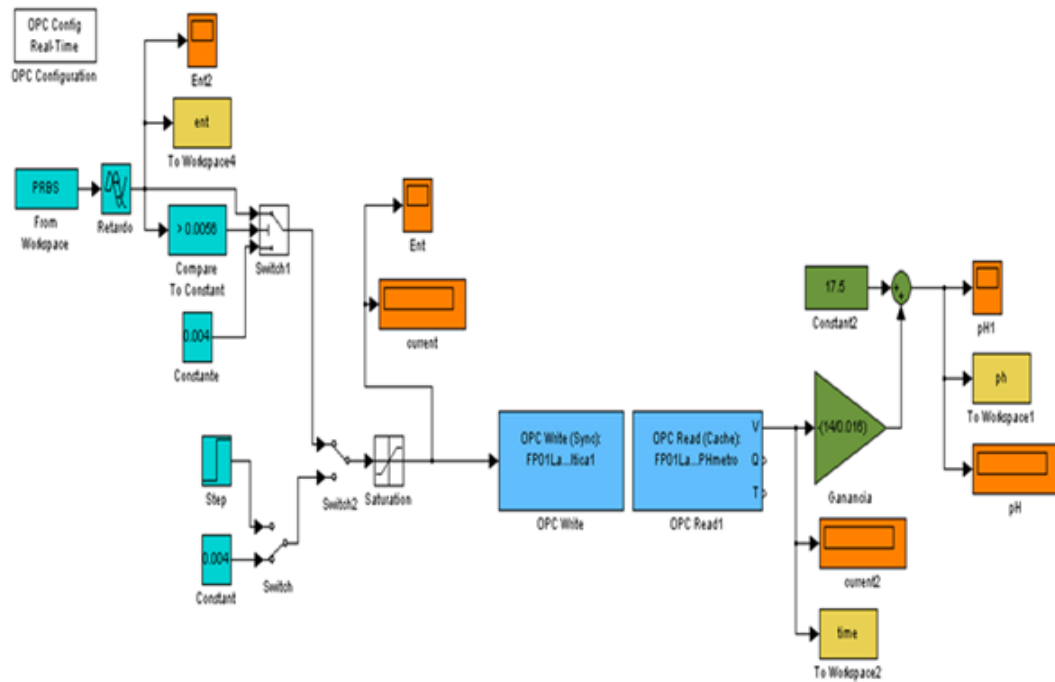 OPC Config
Real-Time
OPC Configuration
Ent2
ent
To Workspace4
PRBS
From
Workspace
Retardo
> 0.0056
Compare
To Constant
Switch1
0.004
Constante
Ent
current
Step
0.004
Constant
Switch
Switch2
Saturation
OPC Write (Sync):
FP01La...ltica1
OPC Write
OPC Read (Cache):
FP01La...PHmetro
V
Q
T
OPC Read1
17.5
Constant2
-(14/0.016)
Ganancia
pH1
ph
To Workspace1
pH
current2
time
To Workspace2